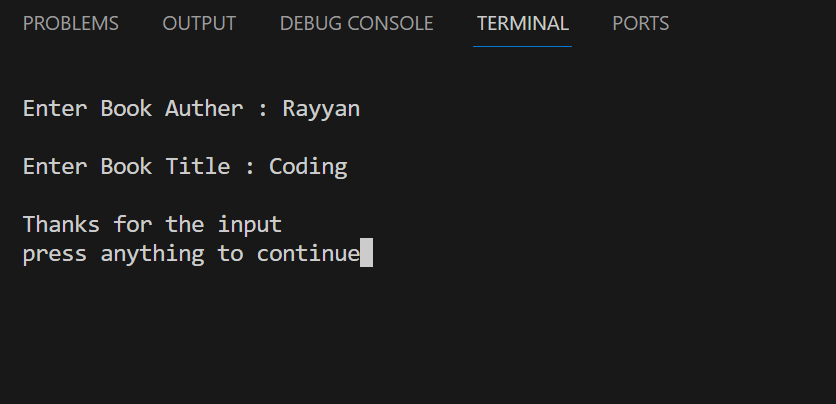 PROBLEMS OUTPUT DEBUG CONSOLE TERMINAL PORTS
Enter Book Auther : Rayyan
Enter Book Title : Coding
Thanks for the input
press anything to continue